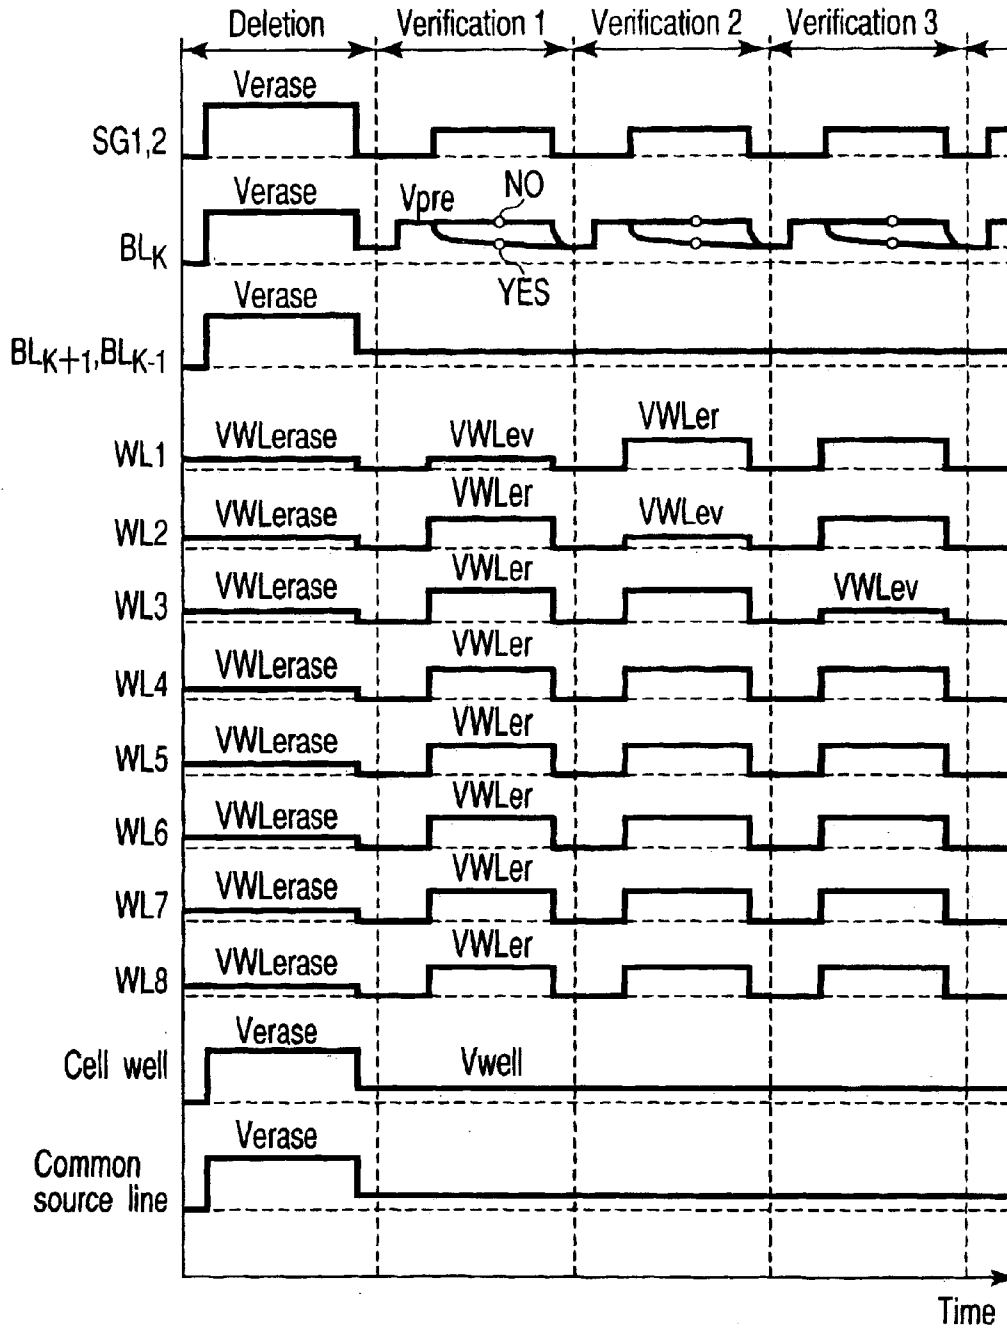 Deletion Verification 1 Verification 2 Verification 3
Verase
SG1,2
Verase Vpre NO
BLK
YES
Verase
BLK+1,BLK-1
VWLerase VWLev VWLer
WL1
VWLerase VWLer VWLev
WL2
VWLerase VWLer VWLev
WL3
VWLerase VWLer
WL4
VWLerase VWLer
WL5
VWLerase VWLer
WL6
VWLerase VWLer
WL7
VWLerase VWLer
WL8
Verase
Cell well Vwell
Verase
Common
source line
Time